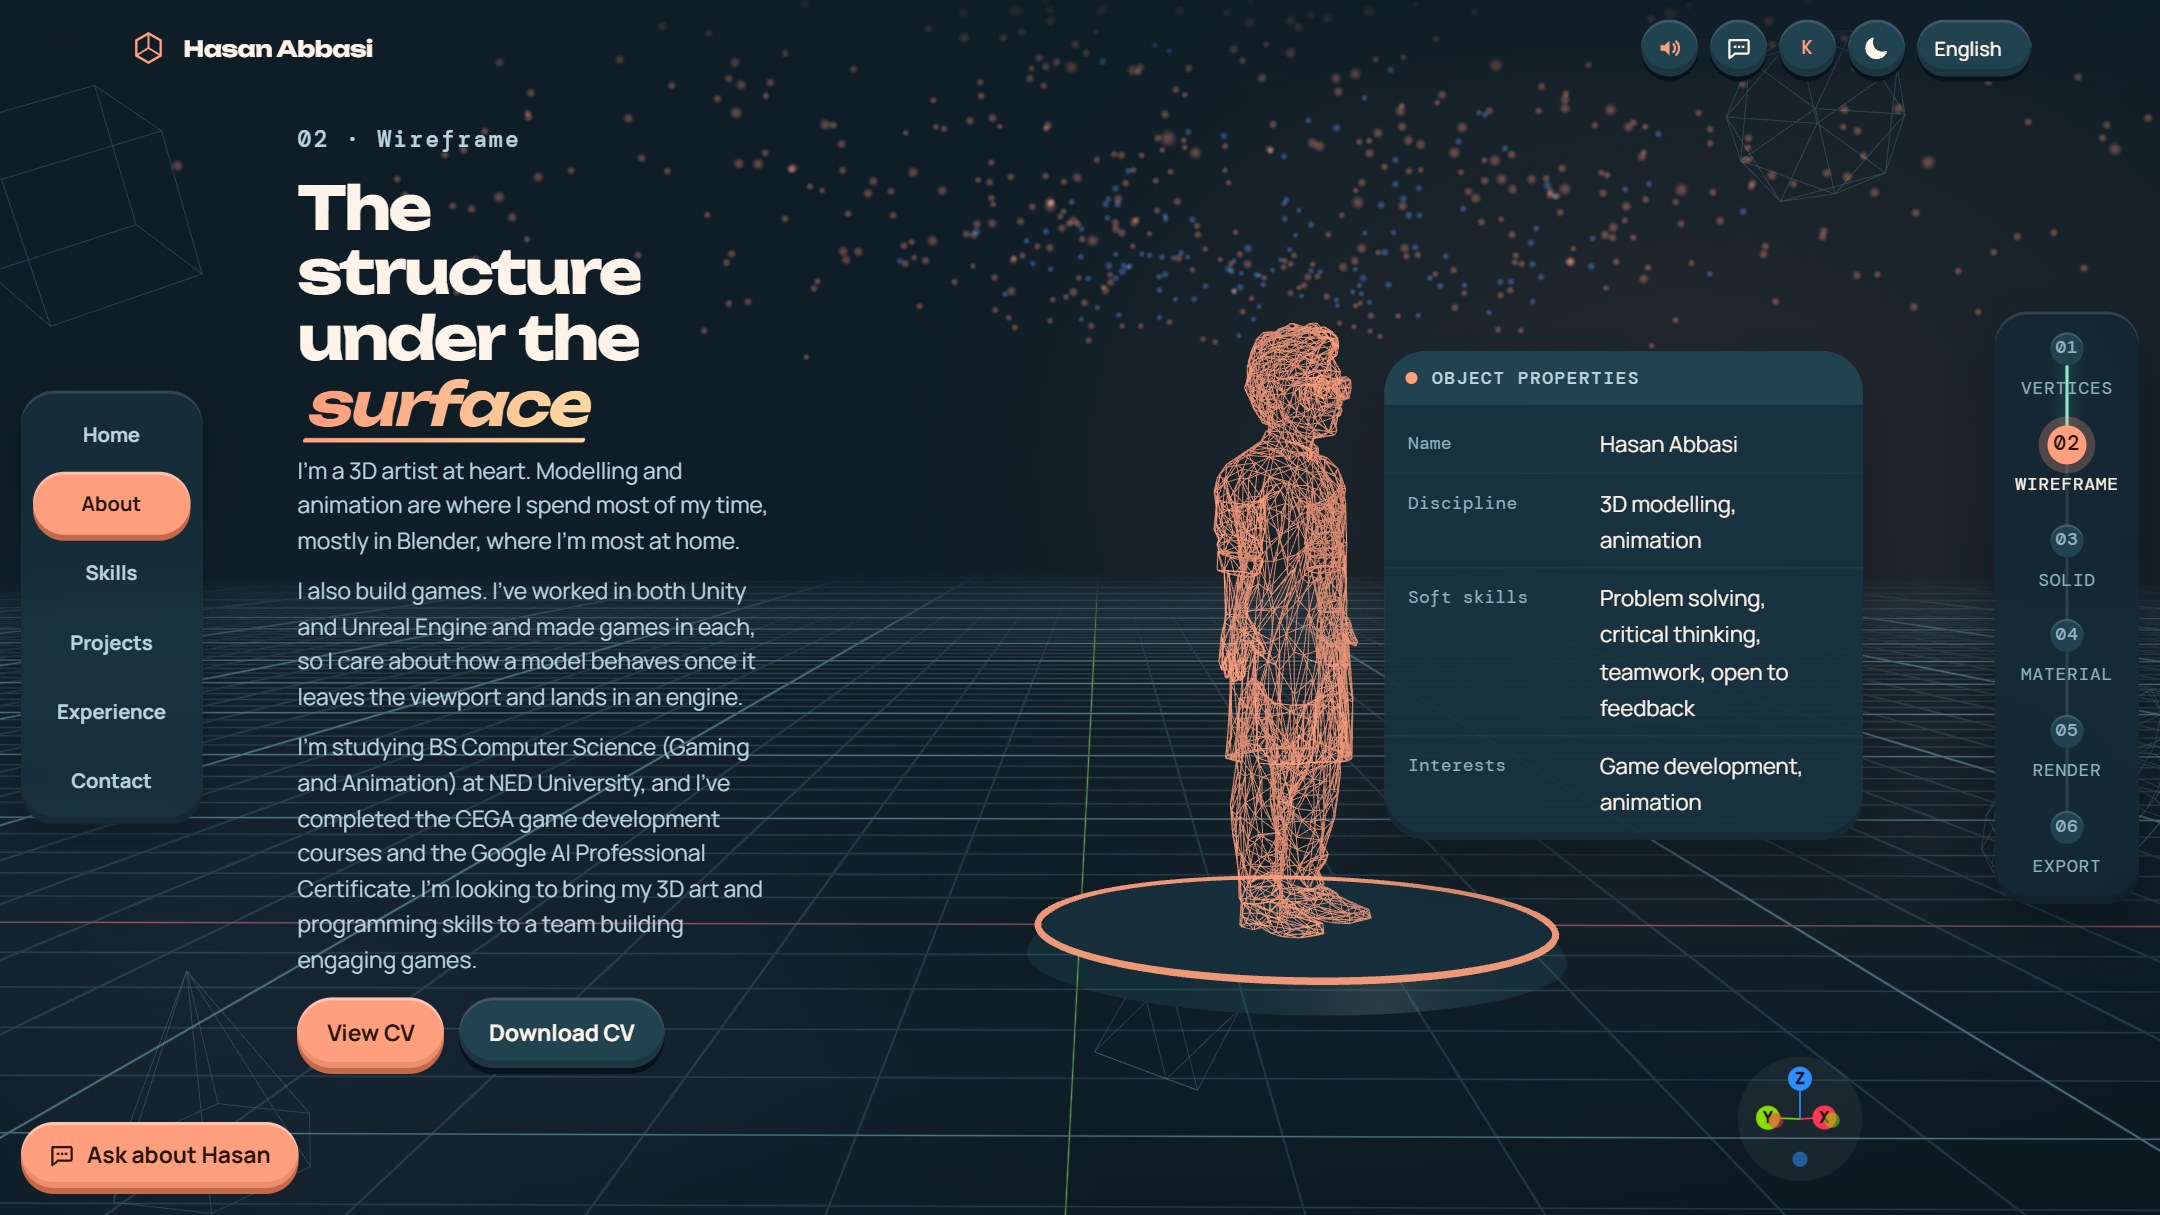 Hasan Abbasi
K
English
02 · Wireframe
The
structure
under the
surface
I'm a 3D artist at heart. Modelling and
animation are where I spend most of my time,
mostly in Blender, where I'm most at home.
I also build games. I've worked in both Unity
and Unreal Engine and made games in each,
so I care about how a model behaves once it
leaves the viewport and lands in an engine.
I'm studying BS Computer Science (Gaming
and Animation) at NED University, and I've
completed the CEGA game development
courses and the Google AI Professional
Certificate. I'm looking to bring my 3D art and
programming skills to a team building
engaging games.
View CV
Download CV
Home
About
Skills
Projects
Experience
Contact
Ask about Hasan
OBJECT PROPERTIES
Name
Hasan Abbasi
Discipline
3D modelling,
animation
Soft skills
Problem solving,
critical thinking,
teamwork, open to
feedback
Interests
Game development,
animation
01
VERTICES
02
WIREFRAME
03
SOLID
04
MATERIAL
05
RENDER
06
EXPORT
Z
Y
X